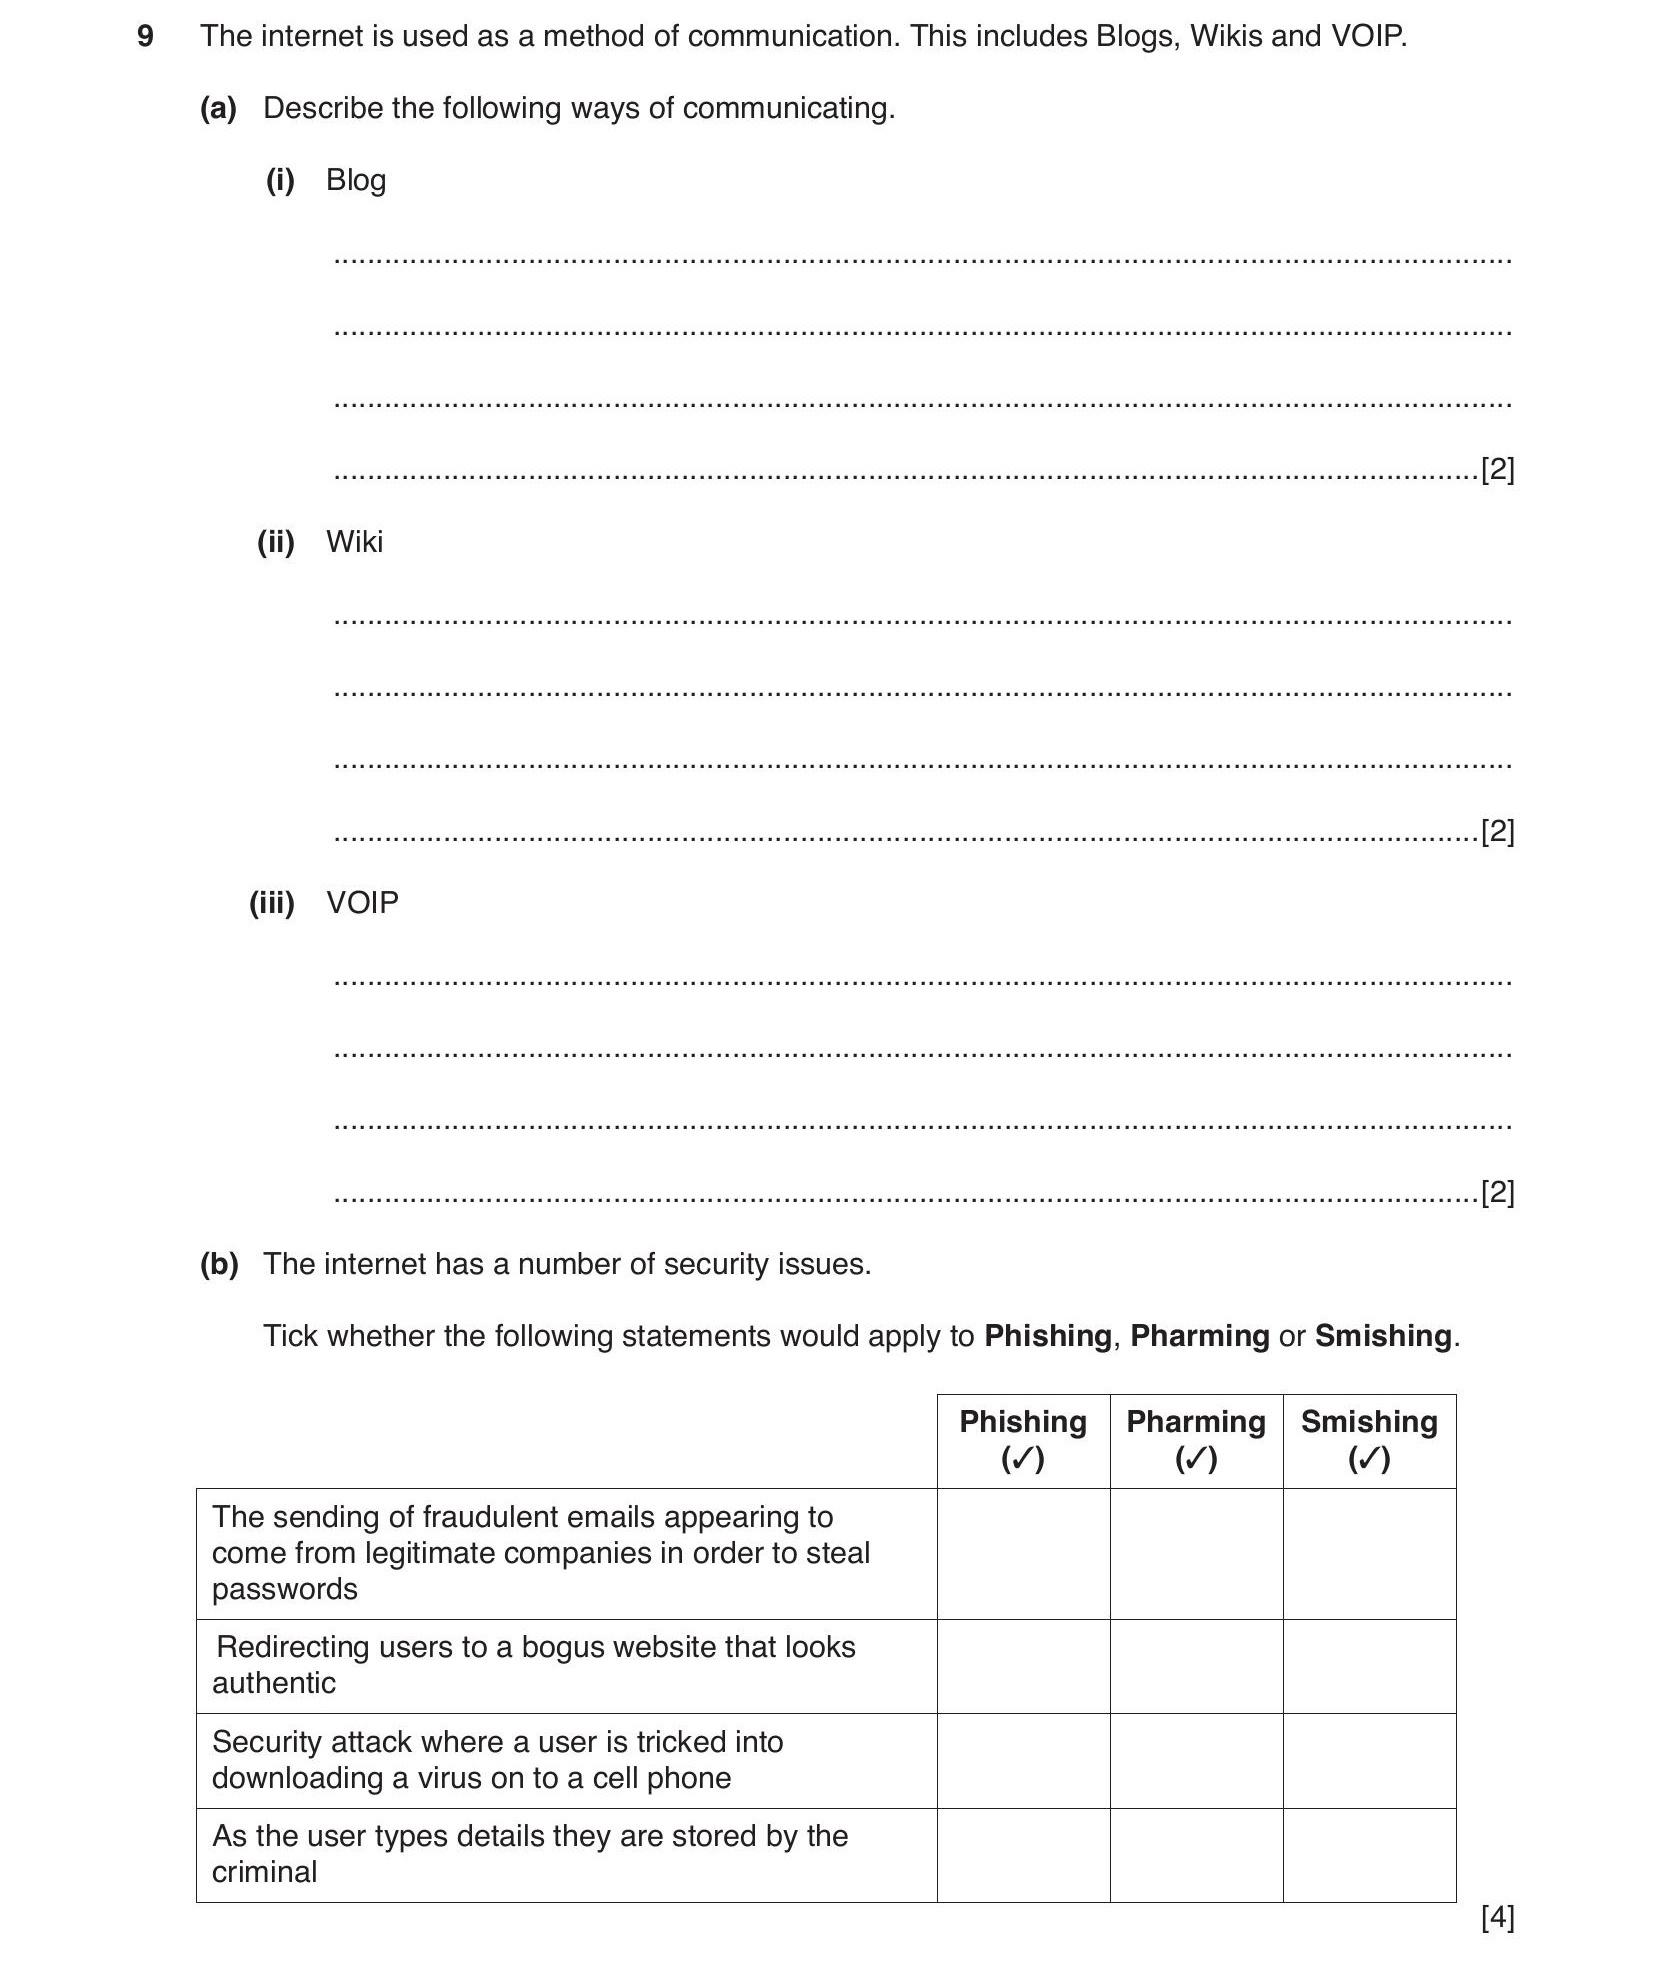 9 The internet is used as a method of communication. This includes Blogs, Wikis and VOIP.
(a) Describe the following ways of communicating.
(i) Blog
..........................................................................................................................................
..........................................................................................................................................
..........................................................................................................................................
......................................................................................................................................[2]
(ii) Wiki
..........................................................................................................................................
..........................................................................................................................................
..........................................................................................................................................
......................................................................................................................................[2]
(iii) VOIP
..........................................................................................................................................
..........................................................................................................................................
..........................................................................................................................................
......................................................................................................................................[2]
(b) The internet has a number of security issues.
Tick whether the following statements would apply to Phishing, Pharming or Smishing.
Phishing Pharming Smishing
(✓) (✓) (✓)
The sending of fraudulent emails appearing to
come from legitimate companies in order to steal
passwords
Redirecting users to a bogus website that looks
authentic
Security attack where a user is tricked into
downloading a virus on to a cell phone
As the user types details they are stored by the
criminal
[4]